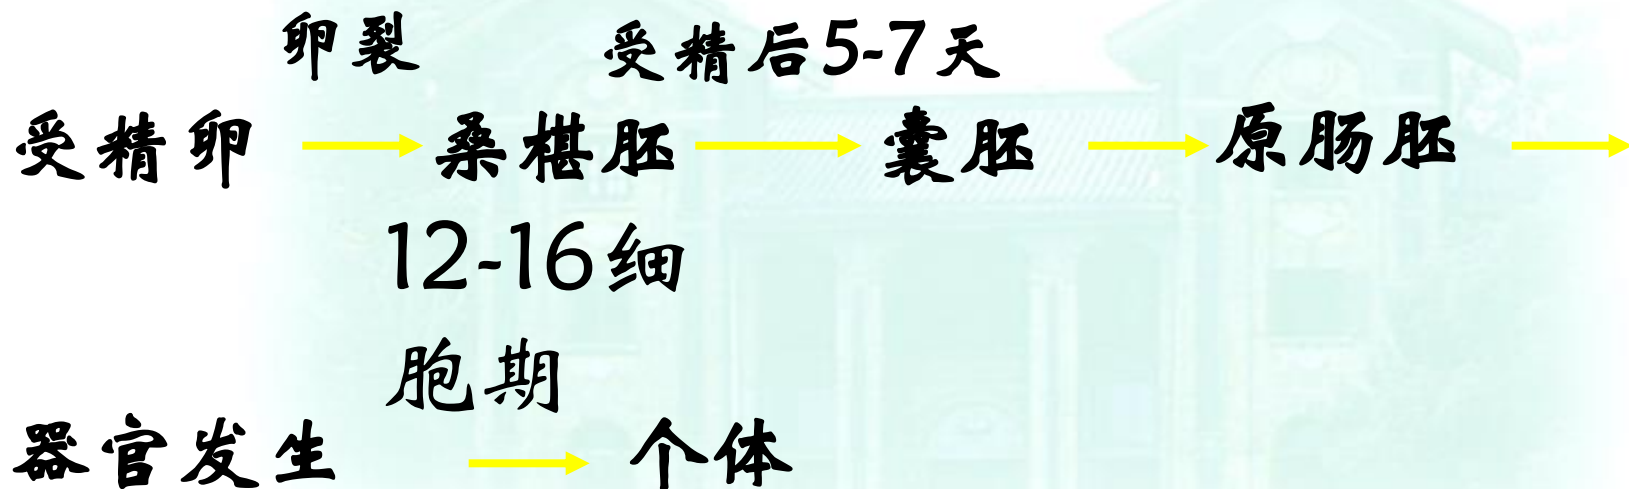 卵裂 受精后5-7天
受精卵 → 桑椹胚 → 囊胚 → 原肠胚 →
12-16细
胞期
器官发生 → 个体